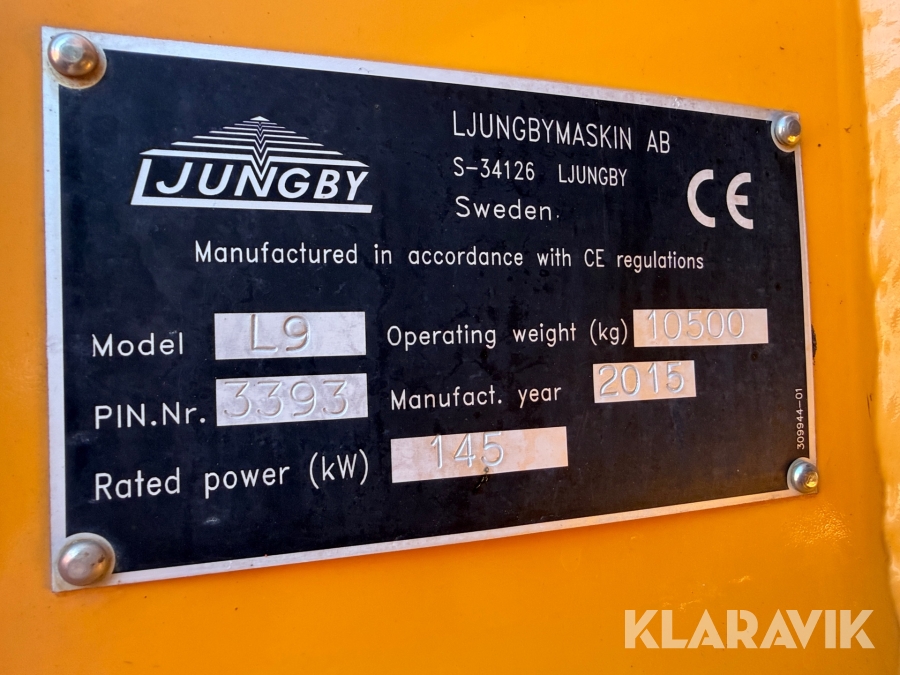 LJUNGBY
LJUNGBYMASKIN AB
S-34126 LJUNGBY
Sweden
CE
Manufactured in accordance with CE regulations
Model L9 Operating weight (kg) 10500
PIN.Nr. 3393 Manufact. year 2015
Rated power (kW) 145
309944-01
KLARAVIK